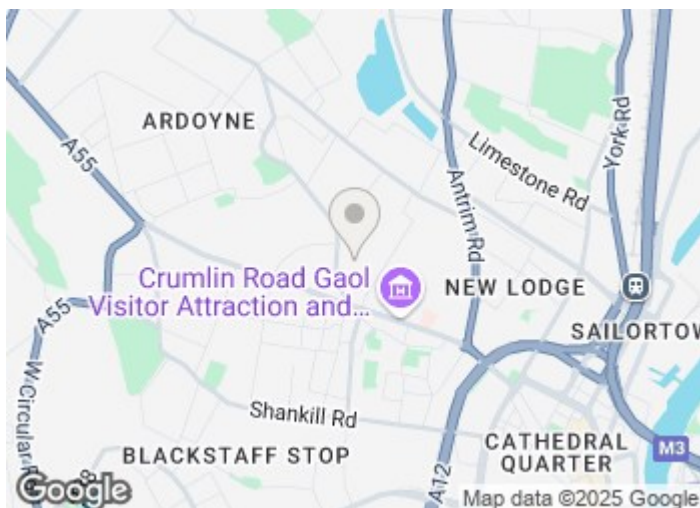 ARDOYNE
A55
Limestone Rd
York Rd
Antrim Rd
Crumlin Road Gaol
Visitor Attraction and...
NEW LODGE
A55
W Circular
SAILORTOW
Shankill Rd
BLACKSTAFF STOP
CATHEDRAL
QUARTER
M3
A12
Google
Map data ©2025 Google